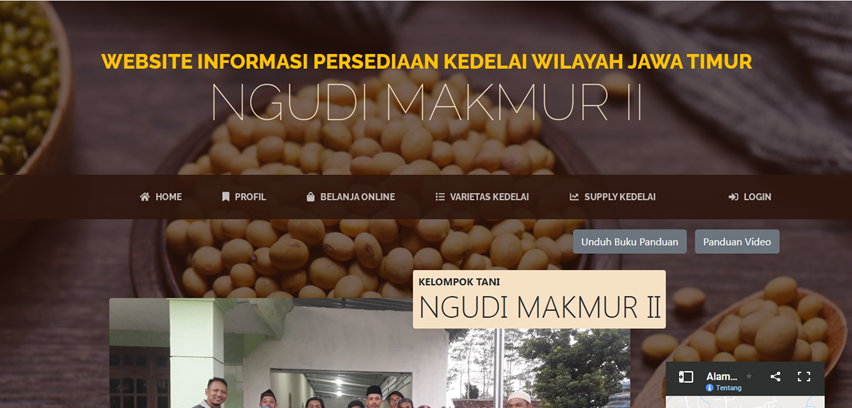 WEBSITE INFORMASI PERSEDIAAN KEDELAI WILAYAH JAWA TIMUR
NGUDI MAKMUR II
HOME PROFIL BELANJA ONLINE VARIETAS KEDELAI SUPPLY KEDELAI LOGIN
Unduh Buku Panduan Panduan Video
KELOMPOK TANI
NGUDI MAKMUR II
Alam...
Tentang